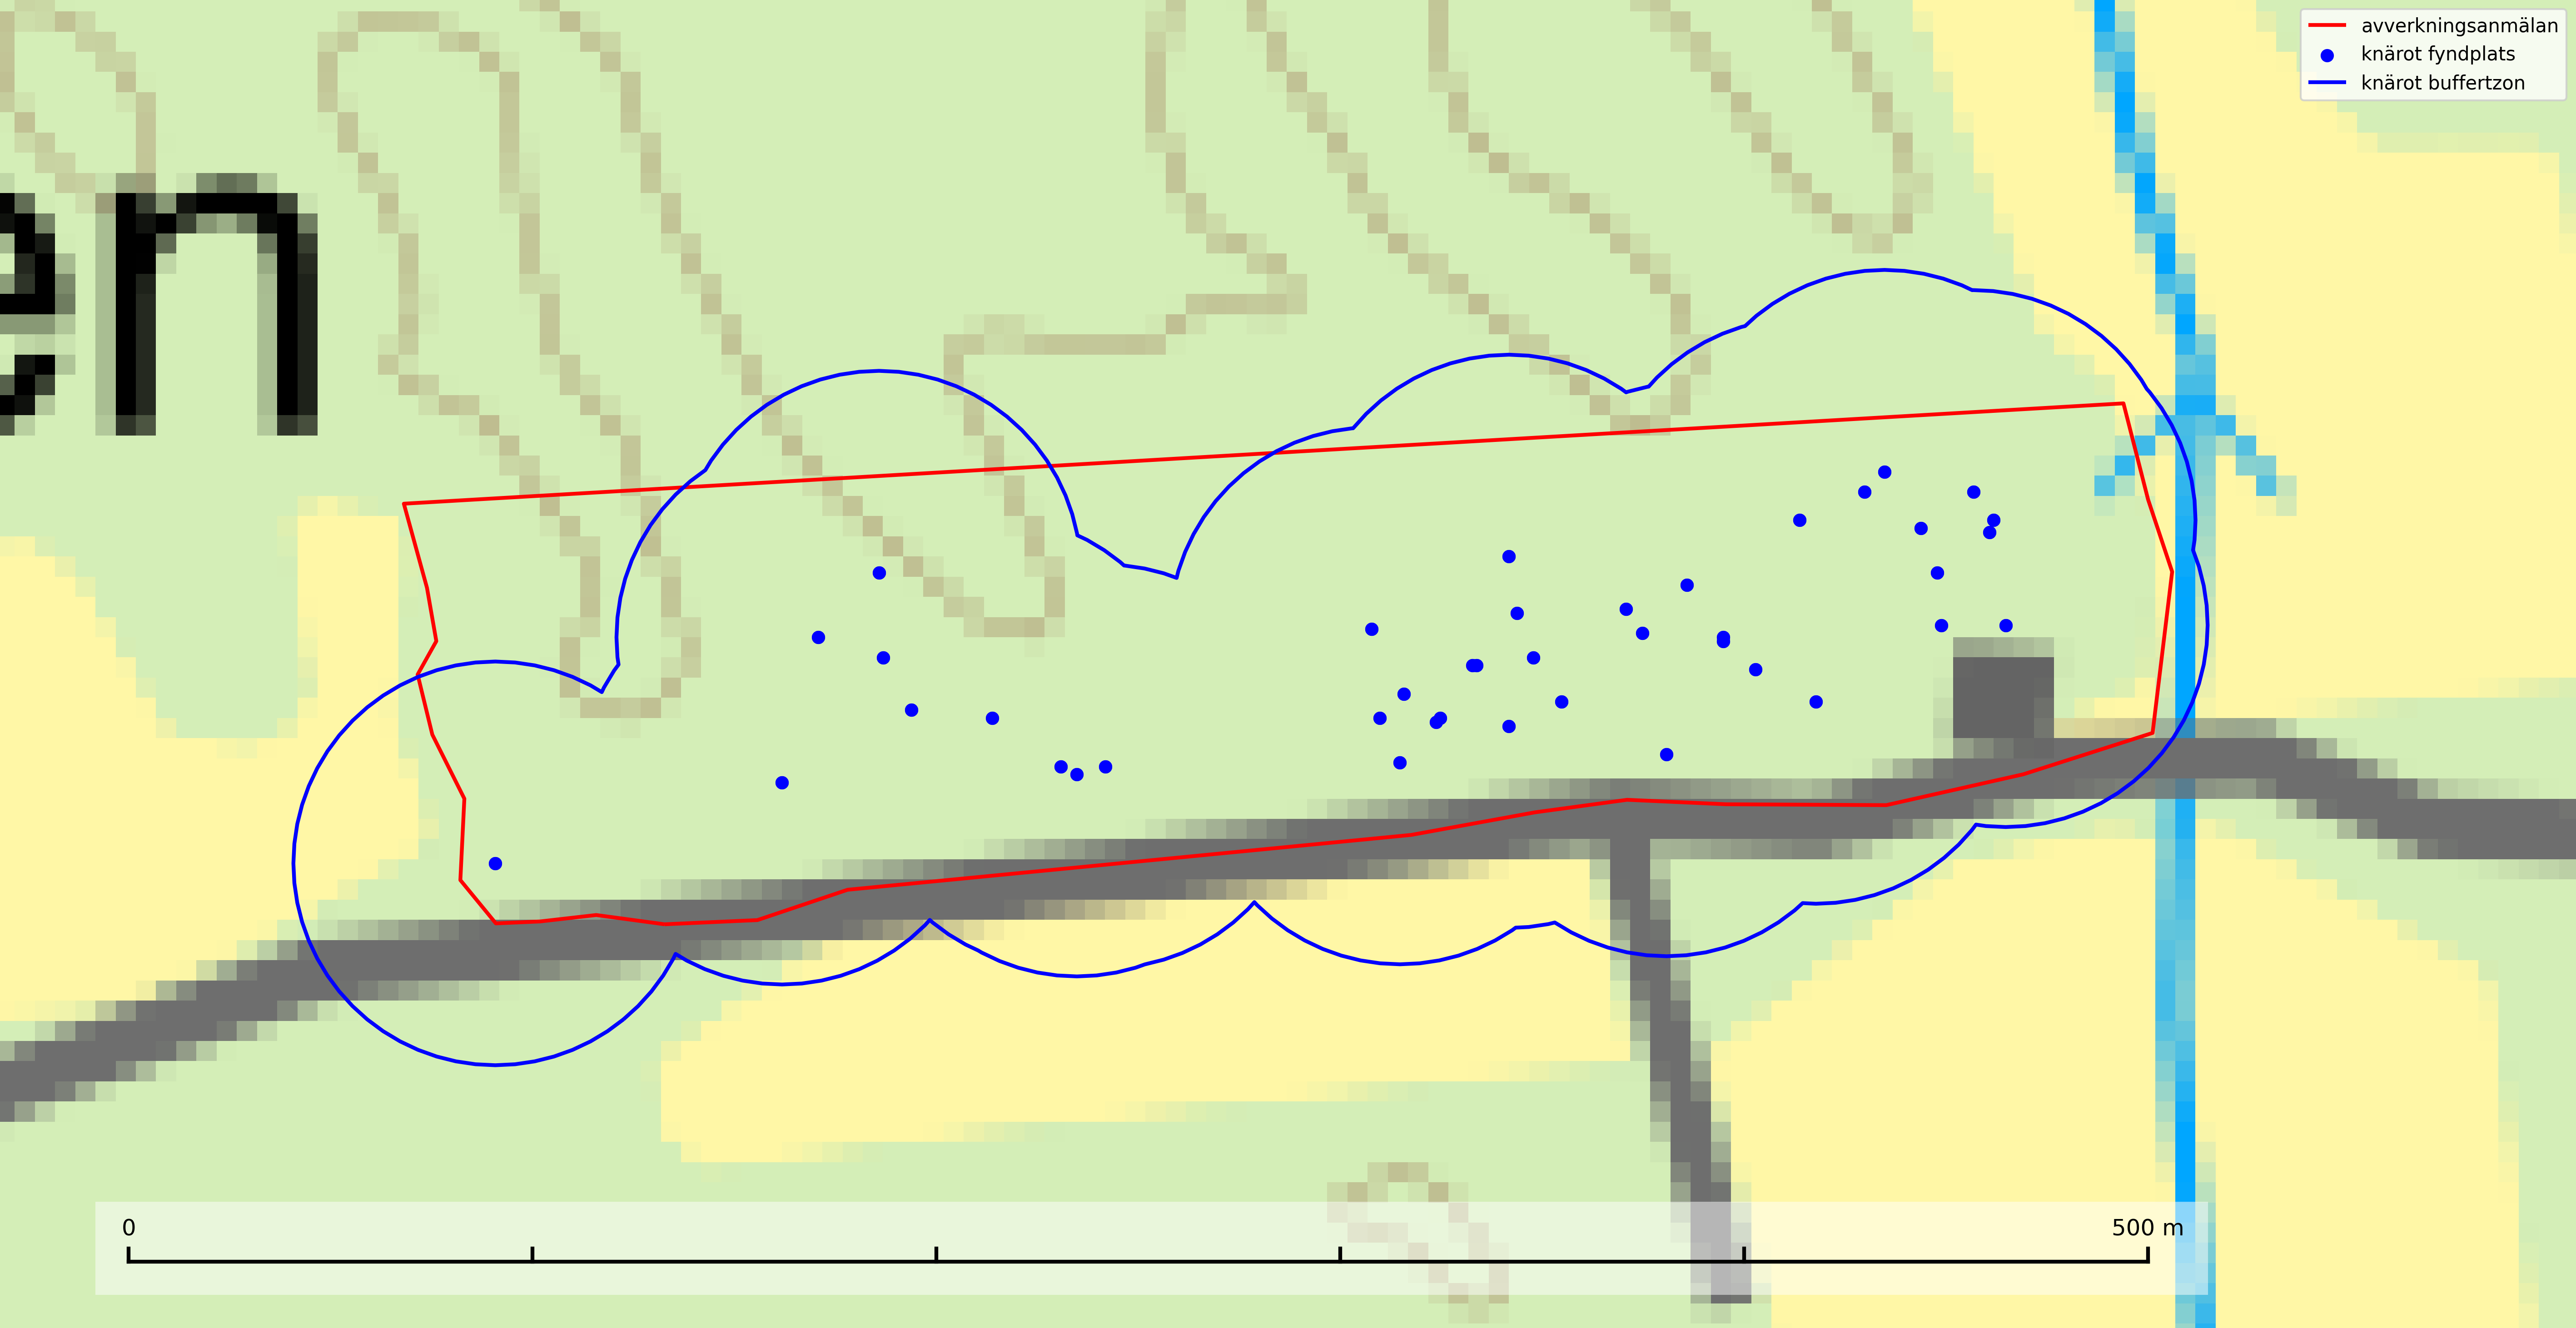 avverkningsanmälan
knärot fyndplats
knärot buffertzon
en
0 500 m